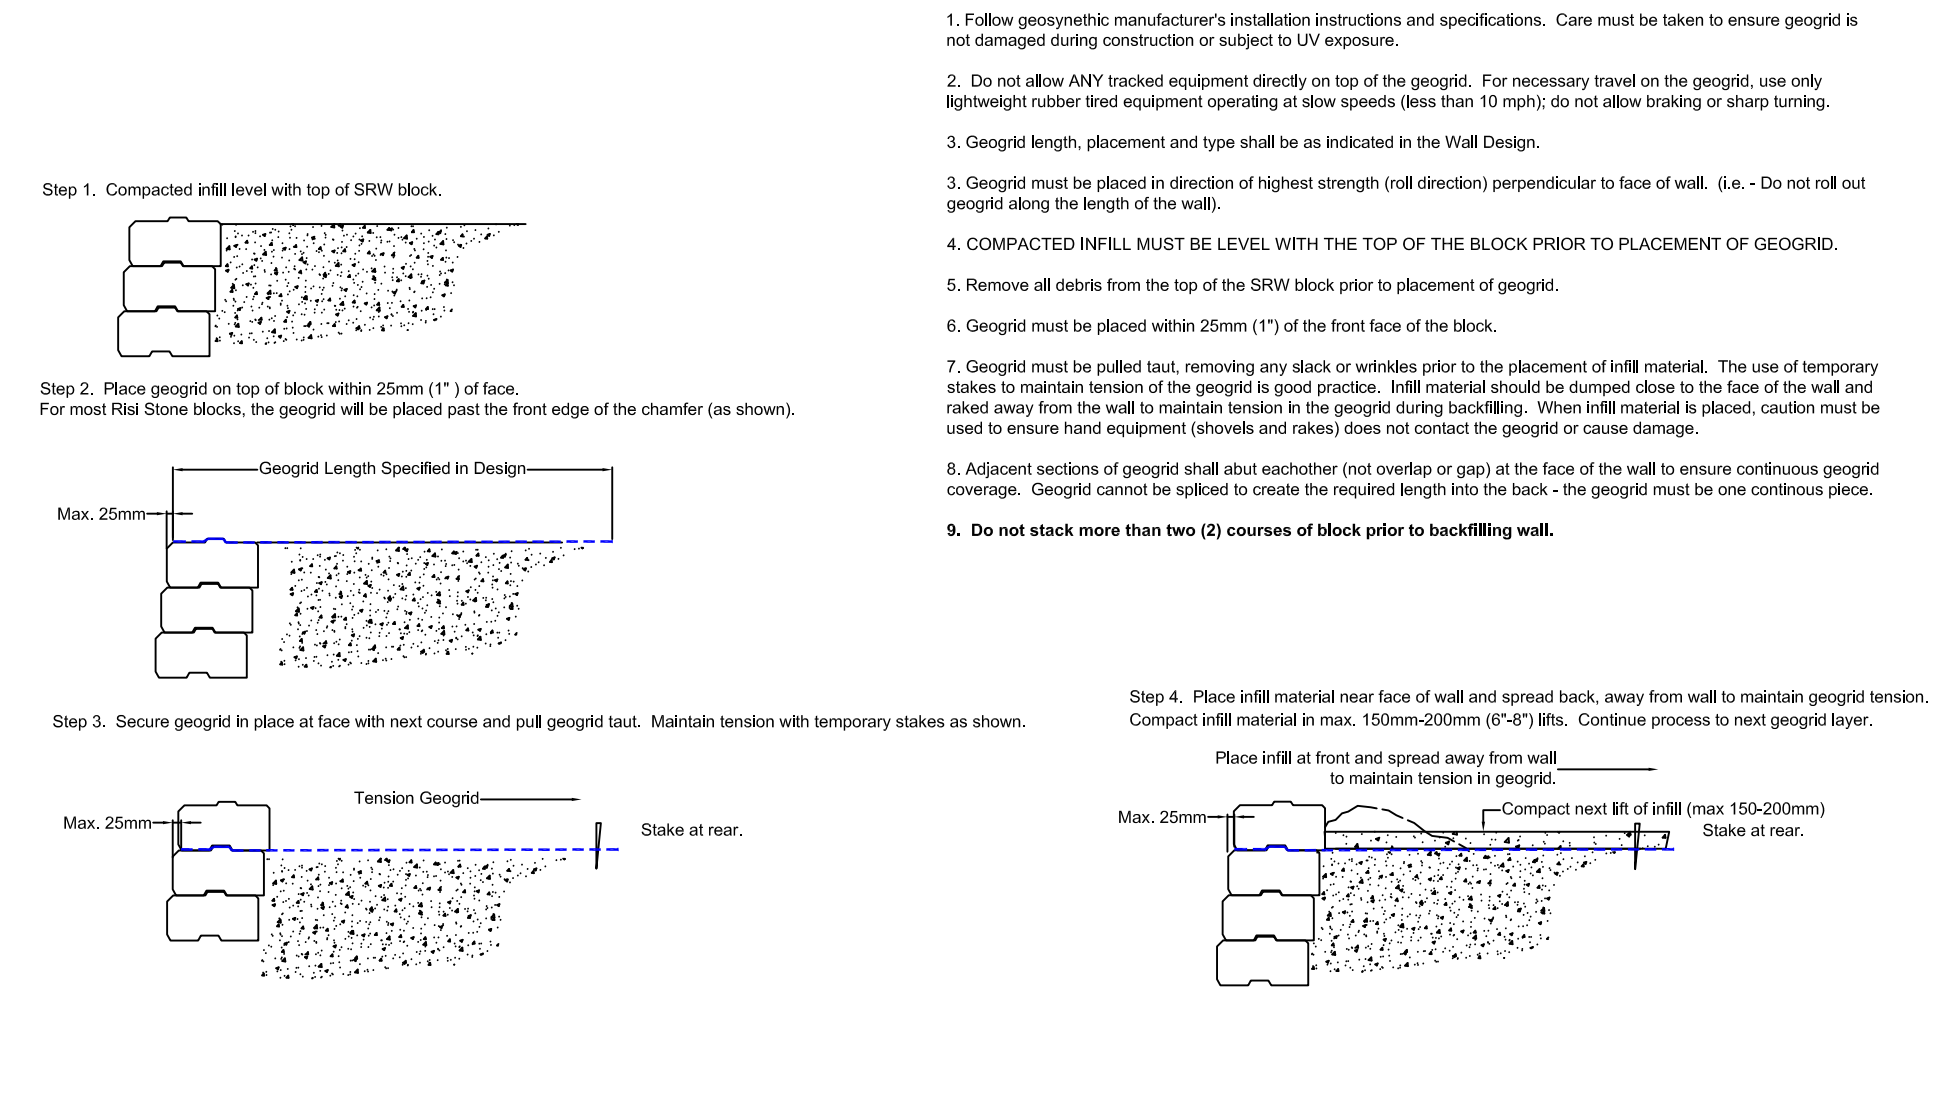 1. Follow geosynethic manufacturer's installation instructions and specifications.  Care must be taken to ensure geogrid is
not damaged during construction or subject to UV exposure.
2.  Do not allow ANY tracked equipment directly on top of the geogrid.  For necessary travel on the geogrid, use only
lightweight rubber tired equipment operating at slow speeds (less than 10 mph); do not allow braking or sharp turning.
3. Geogrid length, placement and type shall be as indicated in the Wall Design.
3. Geogrid must be placed in direction of highest strength (roll direction) perpendicular to face of wall.  (i.e. - Do not roll out
geogrid along the length of the wall).
4. COMPACTED INFILL MUST BE LEVEL WITH THE TOP OF THE BLOCK PRIOR TO PLACEMENT OF GEOGRID.
5. Remove all debris from the top of the SRW block prior to placement of geogrid.
6. Geogrid must be placed within 25mm (1") of the front face of the block.
7. Geogrid must be pulled taut, removing any slack or wrinkles prior to the placement of infill material.  The use of temporary
stakes to maintain tension of the geogrid is good practice.  Infill material should be dumped close to the face of the wall and
raked away from the wall to maintain tension in the geogrid during backfilling.  When infill material is placed, caution must be
used to ensure hand equipment (shovels and rakes) does not contact the geogrid or cause damage.
8. Adjacent sections of geogrid shall abut eachother (not overlap or gap) at the face of the wall to ensure continuous geogrid
coverage.  Geogrid cannot be spliced to create the required length into the back - the geogrid must be one continous piece.
9.  Do not stack more than two (2) courses of block prior to backfilling wall.
Step 1.  Compacted infill level with top of SRW block.
Step 2.  Place geogrid on top of block within 25mm (1" ) of face.
For most Risi Stone blocks, the geogrid will be placed past the front edge of the chamfer (as shown).
Geogrid Length Specified in Design
Max. 25mm
Step 3.  Secure geogrid in place at face with next course and pull geogrid taut.  Maintain tension with temporary stakes as shown.
Tension Geogrid
Max. 25mm
Stake at rear.
Step 4.  Place infill material near face of wall and spread back, away from wall to maintain geogrid tension.
Compact infill material in max. 150mm-200mm (6"-8") lifts.  Continue process to next geogrid layer.
Place infill at front and spread away from wall
to maintain tension in geogrid.
Max. 25mm
Compact next lift of infill (max 150-200mm)
Stake at rear.